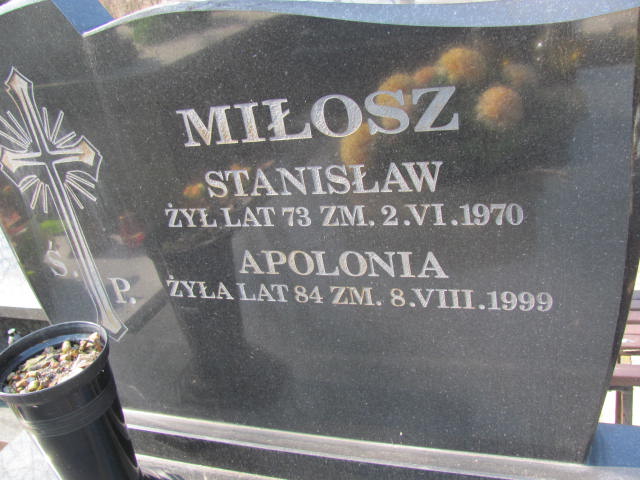 MIŁOSZ
STANISŁAW
ŻYŁ LAT 73 ZM. 2.VI.1970
APOLONIA
ŻYŁA LAT 84 ZM. 8.VIII.1999
Ś.
P.